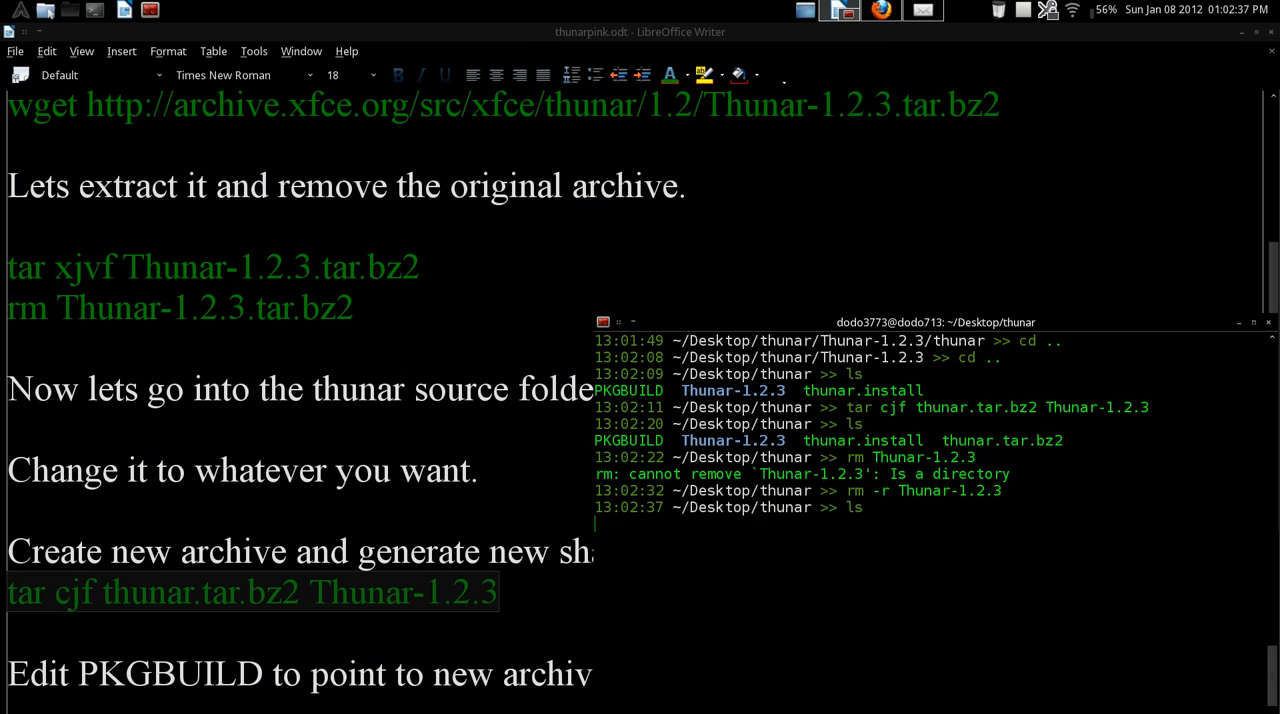 56% Sun Jan 08 2012 01:02:37 PM
thunarpink.odt - LibreOffice Writer
File Edit View Insert Format Table Tools Window Help
Default Times New Roman 18 B I U
wget http://archive.xfce.org/src/xfce/thunar/1.2/Thunar-1.2.3.tar.bz2
Lets extract it and remove the original archive.
tar xjvf Thunar-1.2.3.tar.bz2
rm Thunar-1.2.3.tar.bz2
Now lets go into the thunar source folde
Change it to whatever you want.
Create new archive and generate new sha
tar cjf thunar.tar.bz2 Thunar-1.2.3
Edit PKGBUILD to point to new archiv
dodo3773@dodo713: ~/Desktop/thunar
13:01:49 ~/Desktop/thunar/Thunar-1.2.3/thunar >> cd ..
13:02:08 ~/Desktop/thunar/Thunar-1.2.3 >> cd ..
13:02:09 ~/Desktop/thunar >> ls
PKGBUILD Thunar-1.2.3 thunar.install
13:02:11 ~/Desktop/thunar >> tar cjf thunar.tar.bz2 Thunar-1.2.3
13:02:20 ~/Desktop/thunar >> ls
PKGBUILD Thunar-1.2.3 thunar.install thunar.tar.bz2
13:02:22 ~/Desktop/thunar >> rm Thunar-1.2.3
rm: cannot remove `Thunar-1.2.3': Is a directory
13:02:32 ~/Desktop/thunar >> rm -r Thunar-1.2.3
13:02:37 ~/Desktop/thunar >> ls